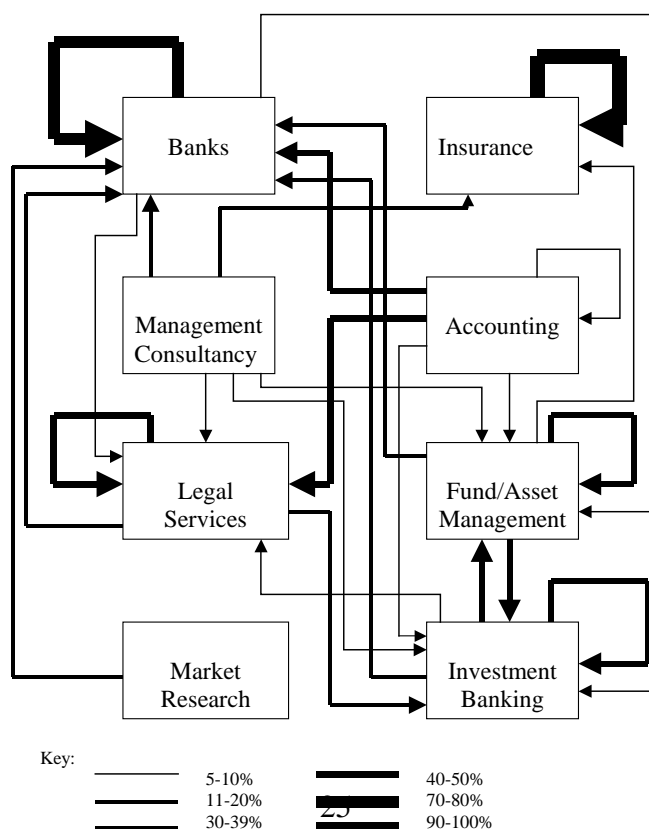 Banks
Insurance
Management
Consultancy
Accounting
Legal
Services
Fund/Asset
Management
Market
Research
Investment
Banking
Key:
5-10%
11-20%
30-39%
40-50%
70-80%
90-100%
25